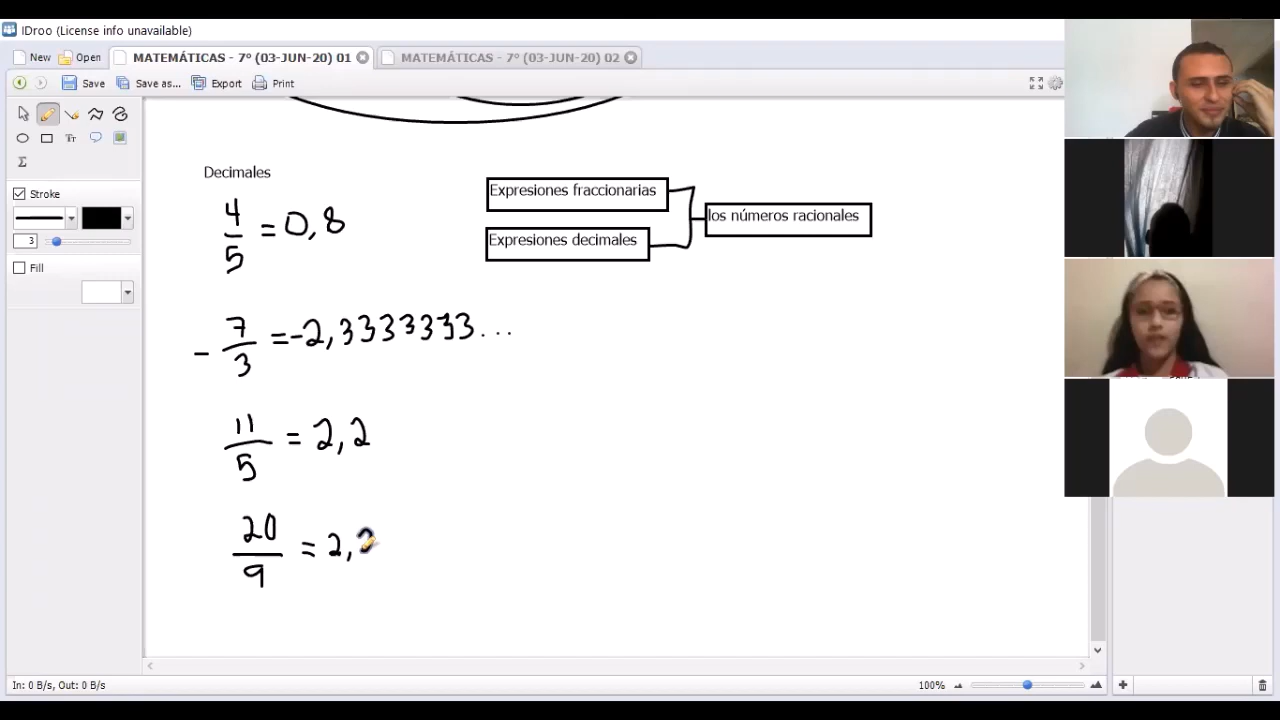 IDroo (License info unavailable)
New Open MATEMÁTICAS - 7º (03-JUN-20) 01 MATEMÁTICAS - 7º (03-JUN-20) 02
Save Save as... Export Print
Stroke
3
Fill
Decimales
Expresiones fraccionarias
los números racionales
Expresiones decimales
4/5 = 0,8
- 7/3 = -2,3333333...
11/5 = 2,2
20/9 = 2,2
In: 0 B/s, Out: 0 B/s 100%